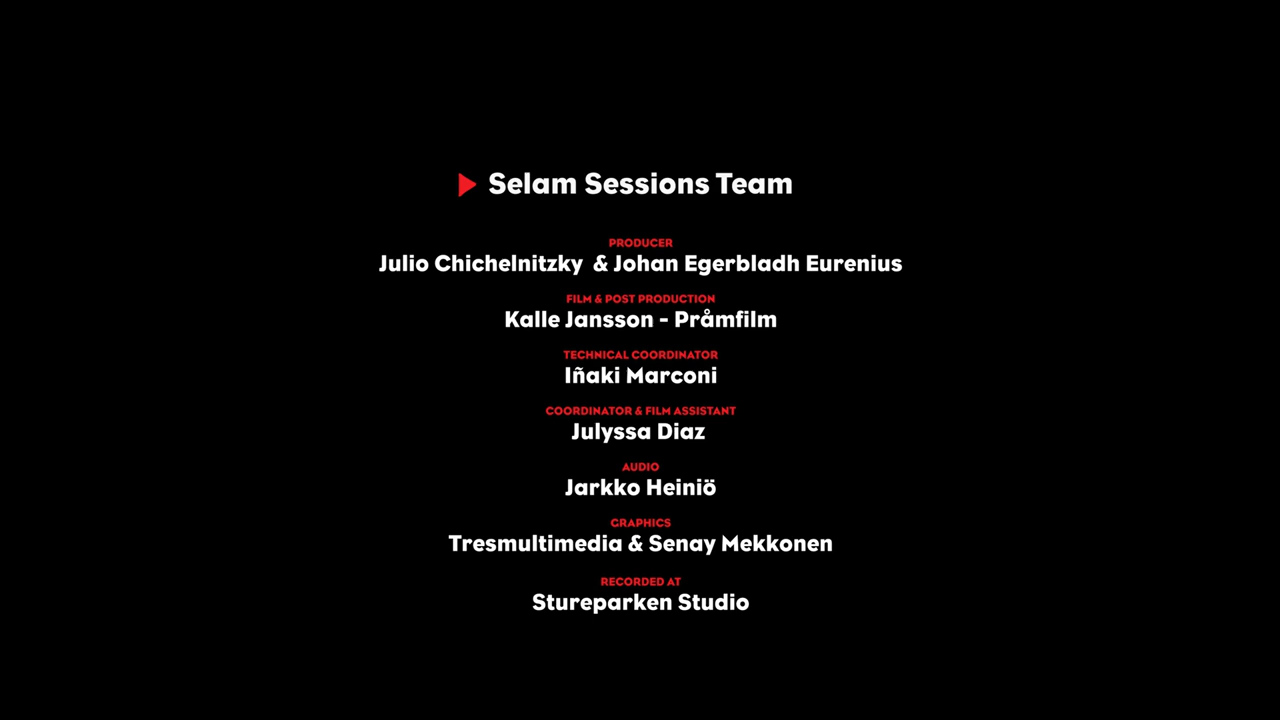 Selam Sessions Team
PRODUCER
Julio Chichelnitzky & Johan Egerbladh Eurenius
FILM & POST PRODUCTION
Kalle Jansson - Pråmfilm
TECHNICAL COORDINATOR
Iñaki Marconi
COORDINATOR & FILM ASSISTANT
Julyssa Diaz
AUDIO
Jarkko Heiniö
GRAPHICS
Tresmultimedia & Senay Mekkonen
RECORDED AT
Stureparken Studio